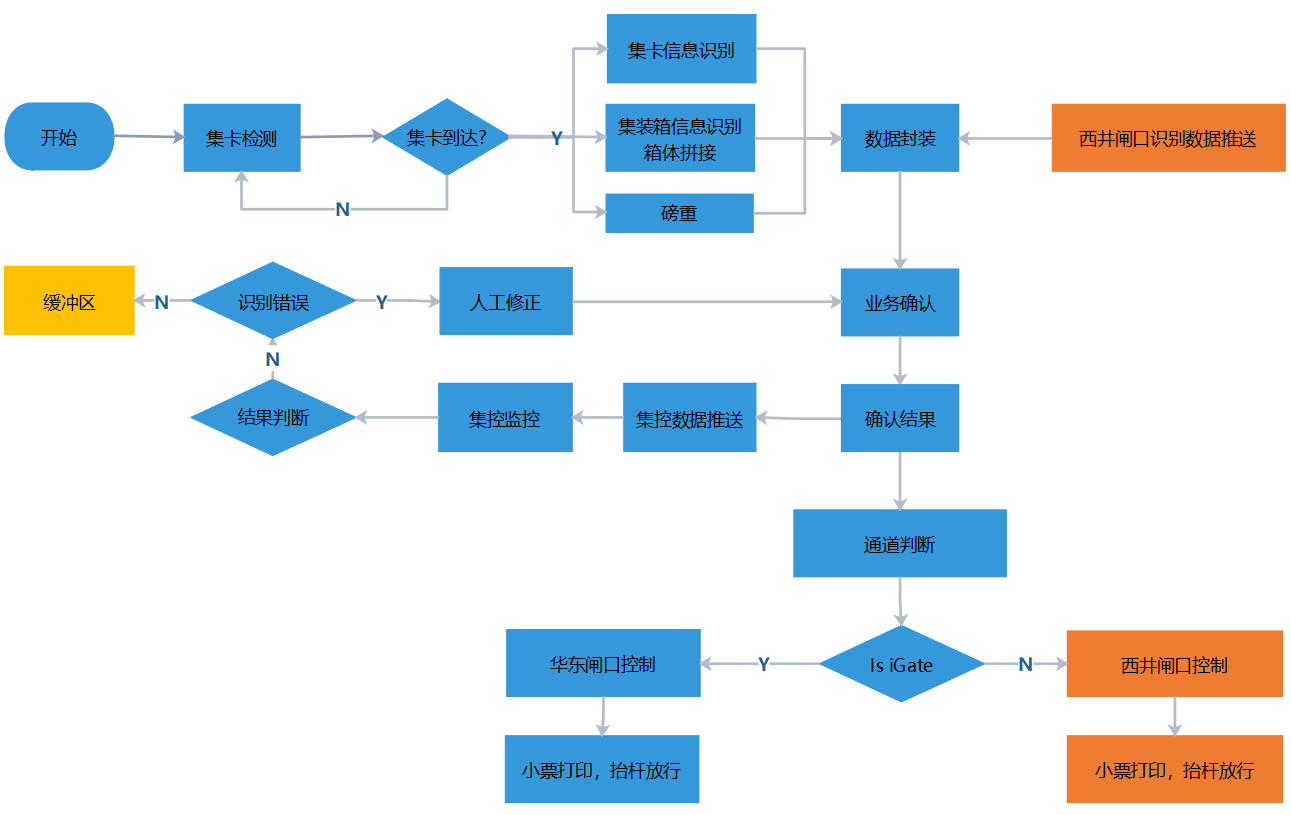 集卡信息识别
开始
集卡检测
集卡到达?
Y
集装箱信息识别
箱体拼接
数据封装
西井闸口识别数据推送
N
磅重
缓冲区
N
识别错误
Y
人工修正
业务确认
N
结果判断
集控监控
集控数据推送
确认结果
通道判断
华东闸口控制
Y
Is iGate
N
西井闸口控制
小票打印，抬杆放行
小票打印，抬杆放行